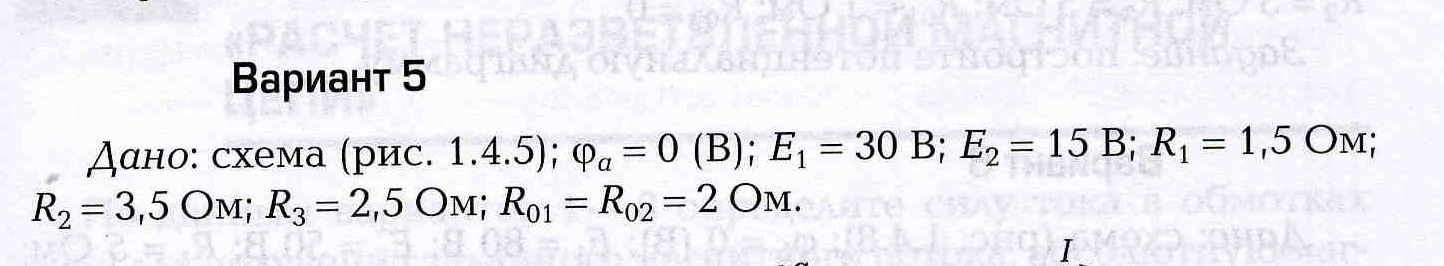 Вариант 5
Дано: схема (рис. 1.4.5); φₐ = 0 (В); E₁ = 30 В; E₂ = 15 В; R₁ = 1,5 Ом;
R₂ = 3,5 Ом; R₃ = 2,5 Ом; R₀₁ = R₀₂ = 2 Ом.
I